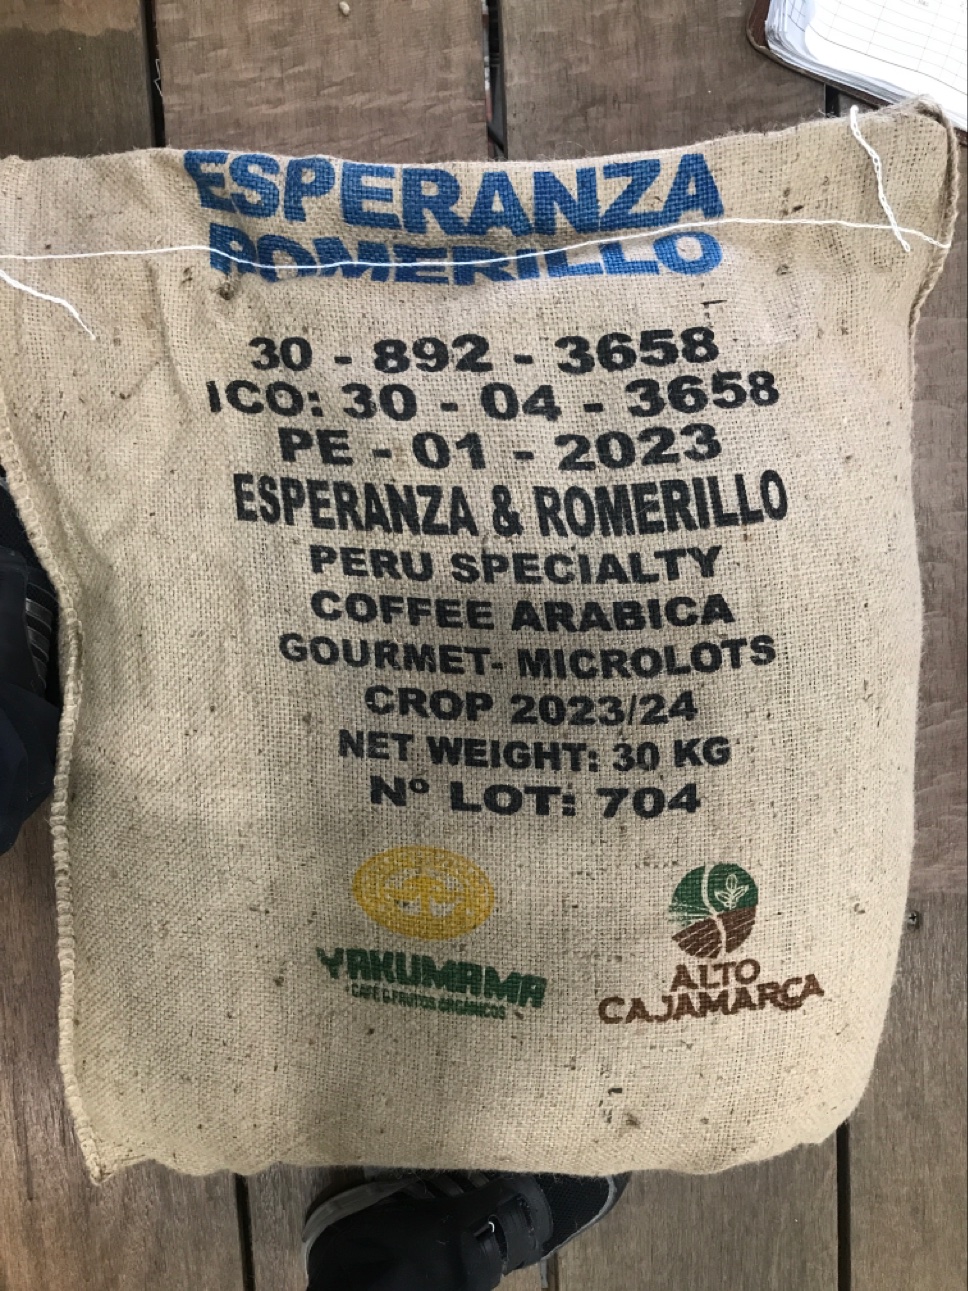 ESPERANZA
ROMERILLO
30 - 892 - 3658
ICO: 30 - 04 - 3658
PE - 01 - 2023
ESPERANZA & ROMERILLO
PERU SPECIALTY
COFFEE ARABICA
GOURMET- MICROLOTS
CROP 2023/24
NET WEIGHT: 30 KG
Nº LOT: 704
YAKUMAMA
CAFÉ & FRUTOS ORGÁNICOS
ALTO
CAJAMARCA